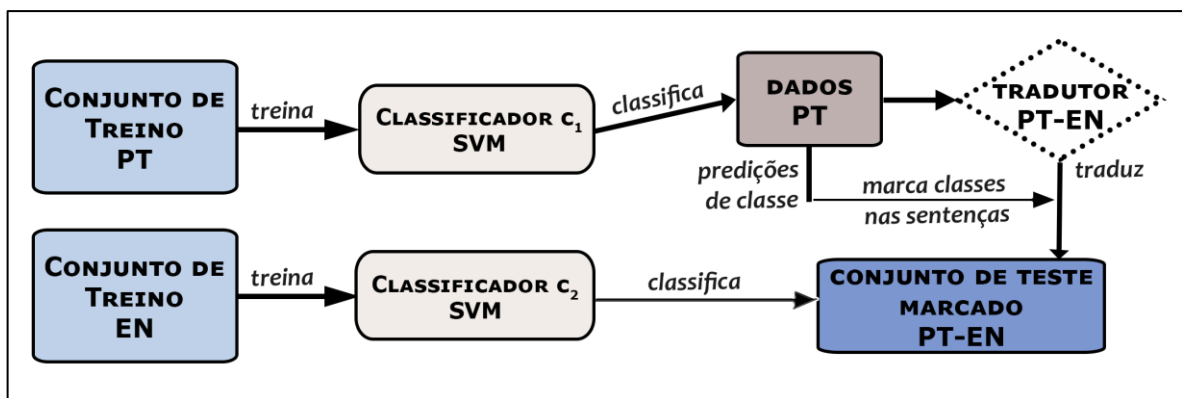 CONJUNTO DE
TREINO
PT
treina
CLASSIFICADOR C1
SVM
classifica
DADOS
PT
TRADUTOR
PT-EN
predições
de classe
marca classes
nas sentenças
traduz
CONJUNTO DE
TREINO
EN
treina
CLASSIFICADOR C2
SVM
classifica
CONJUNTO DE TESTE
MARCADO
PT-EN